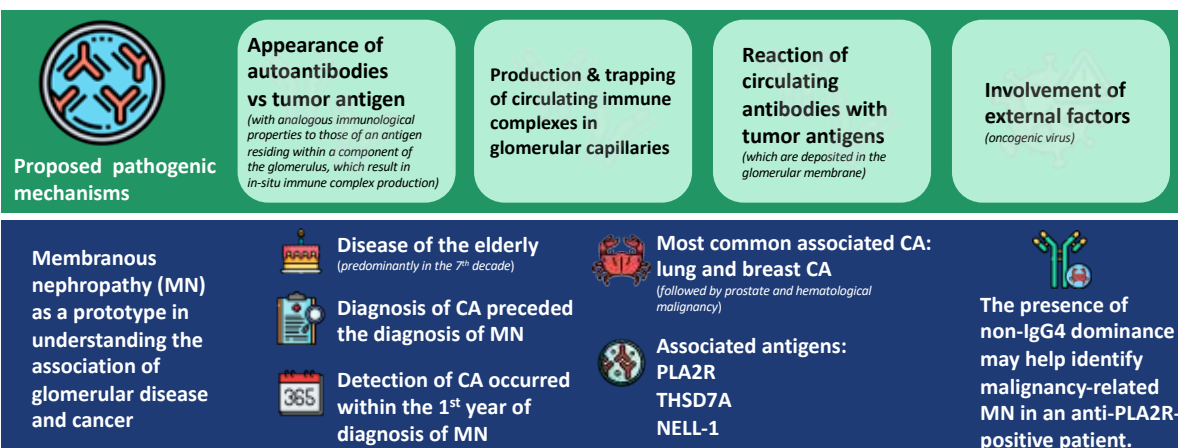 Proposed pathogenic
mechanisms
Appearance of
autoantibodies
vs tumor antigen
(with analogous immunological
properties to those of an antigen
residing within a component of
the glomerulus, which result in
in-situ immune complex production)
Production & trapping
of circulating immune
complexes in
glomerular capillaries
Reaction of
circulating
antibodies with
tumor antigens
(which are deposited in the
glomerular membrane)
Involvement of
external factors
(oncogenic virus)
Membranous
nephropathy (MN)
as a prototype in
understanding the
association of
glomerular disease
and cancer
Disease of the elderly
(predominantly in the 7th decade)
Diagnosis of CA preceded
the diagnosis of MN
365
Detection of CA occurred
within the 1st year of
diagnosis of MN
Most common associated CA:
lung and breast CA
(followed by prostate and hematological
malignancy)
Associated antigens:
PLA2R
THSD7A
NELL-1
The presence of
non-IgG4 dominance
may help identify
malignancy-related
MN in an anti-PLA2R-
positive patient.